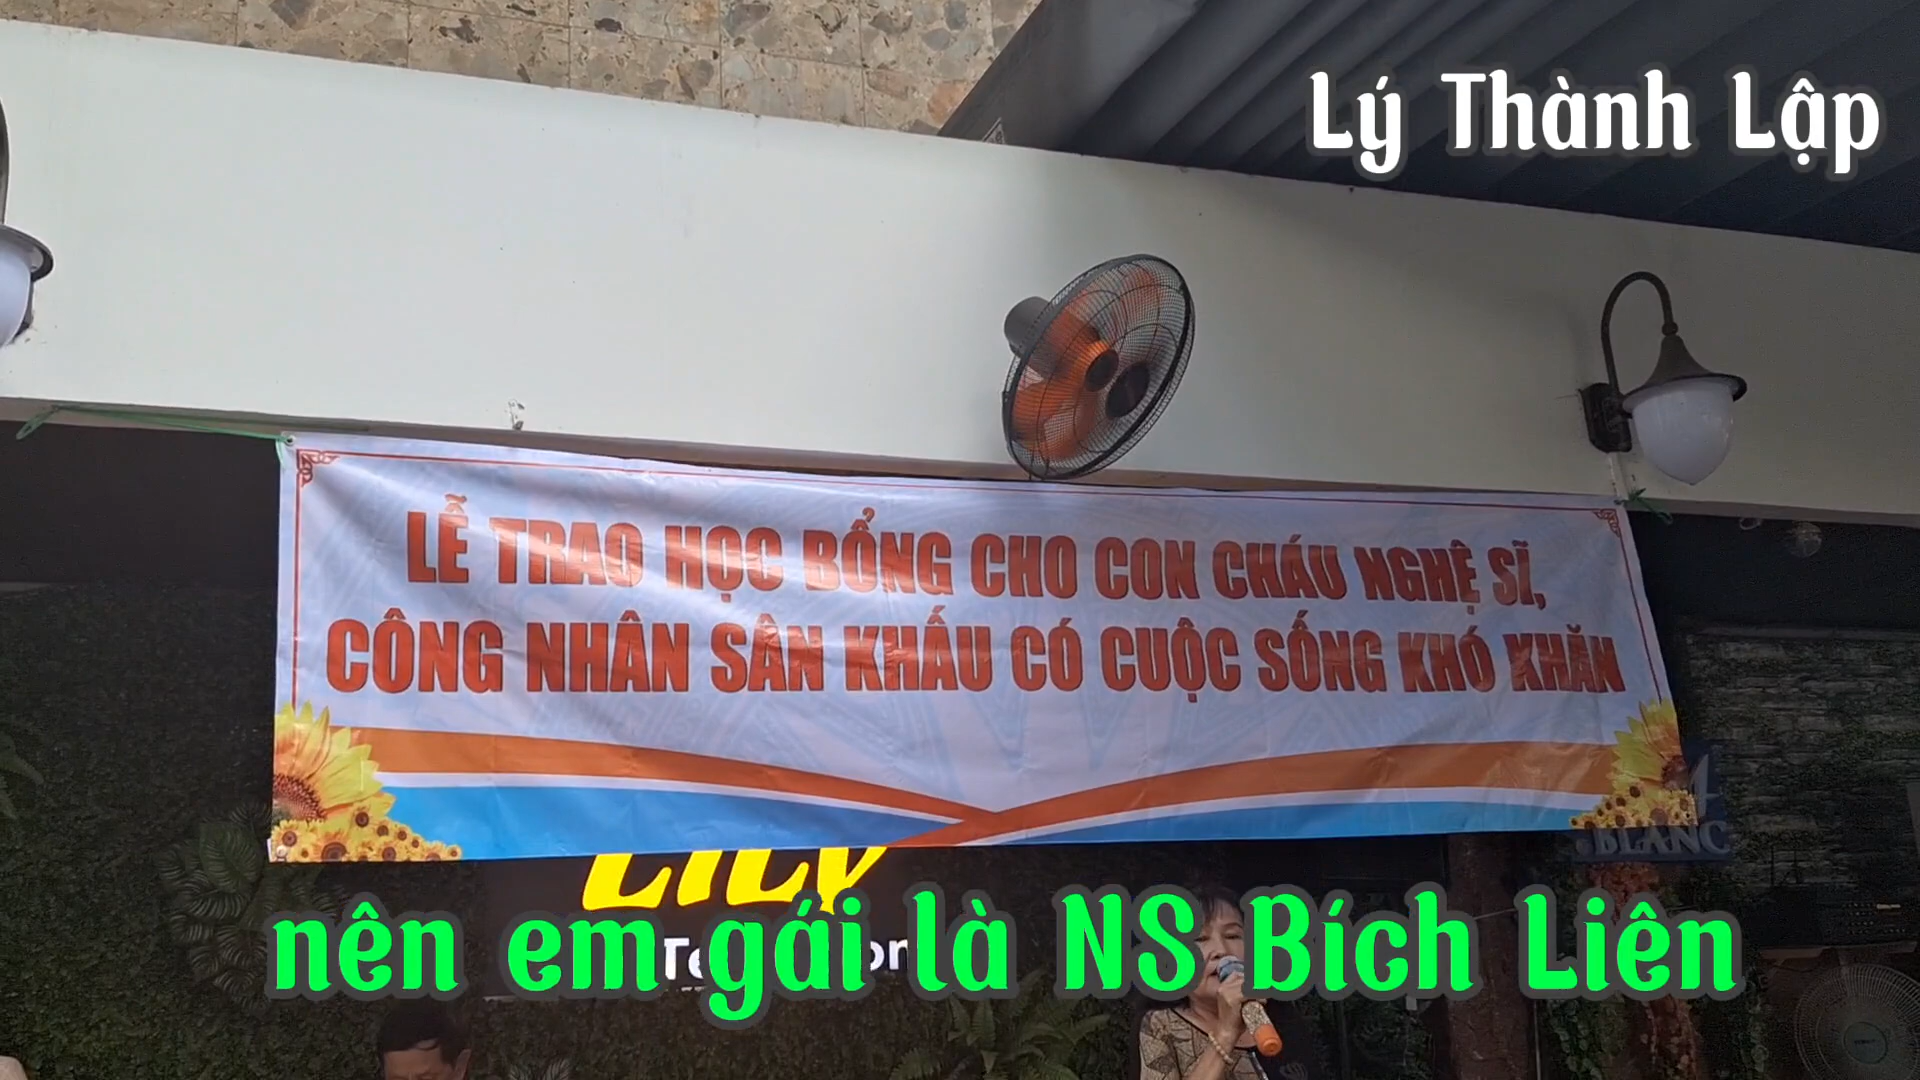 Lý Thành Lập
LỄ TRAO HỌC BỔNG CHO CON CHÁU NGHỆ SĨ,
CÔNG NHÂN SÂN KHẤU CÓ CUỘC SỐNG KHÓ KHĂN
BLANC
nên em gái là NS Bích Liên